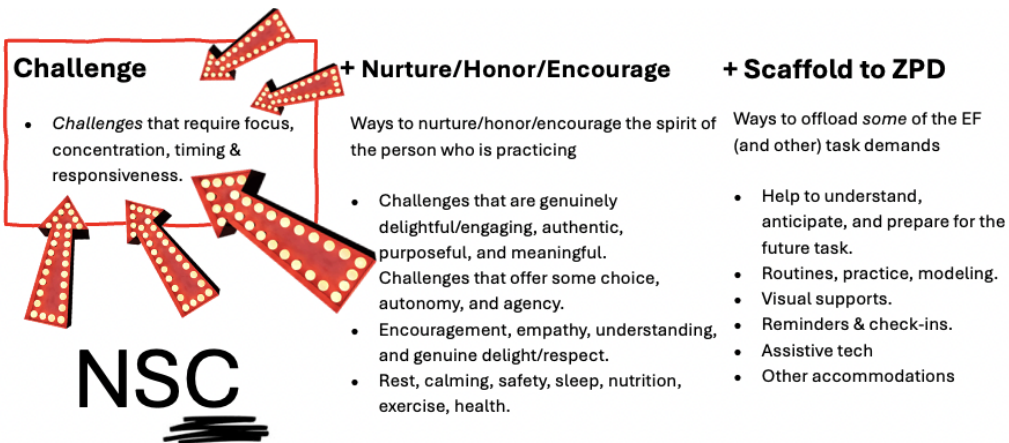 Challenge
• Challenges that require focus,
concentration, timing &
responsiveness.
NSC
+ Nurture/Honor/Encourage
Ways to nurture/honor/encourage the spirit of
the person who is practicing
• Challenges that are genuinely
delightful/engaging, authentic,
purposeful, and meaningful.
Challenges that offer some choice,
autonomy, and agency.
• Encouragement, empathy, understanding,
and genuine delight/respect.
• Rest, calming, safety, sleep, nutrition,
exercise, health.
+ Scaffold to ZPD
Ways to offload some of the EF
(and other) task demands
• Help to understand,
anticipate, and prepare for the
future task.
• Routines, practice, modeling.
• Visual supports.
• Reminders & check-ins.
• Assistive tech
• Other accommodations